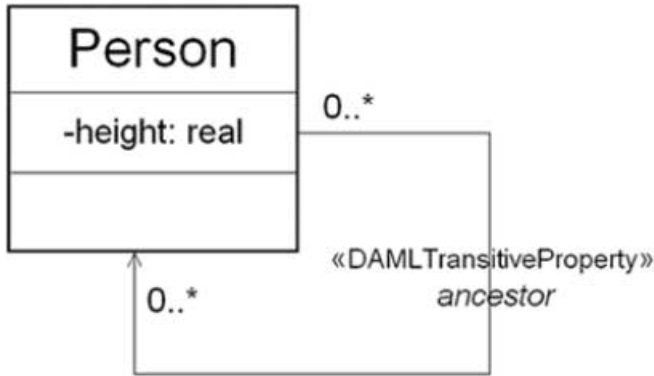 Person
-height: real
0..*
«DAMLTransitiveProperty»
ancestor
0..*